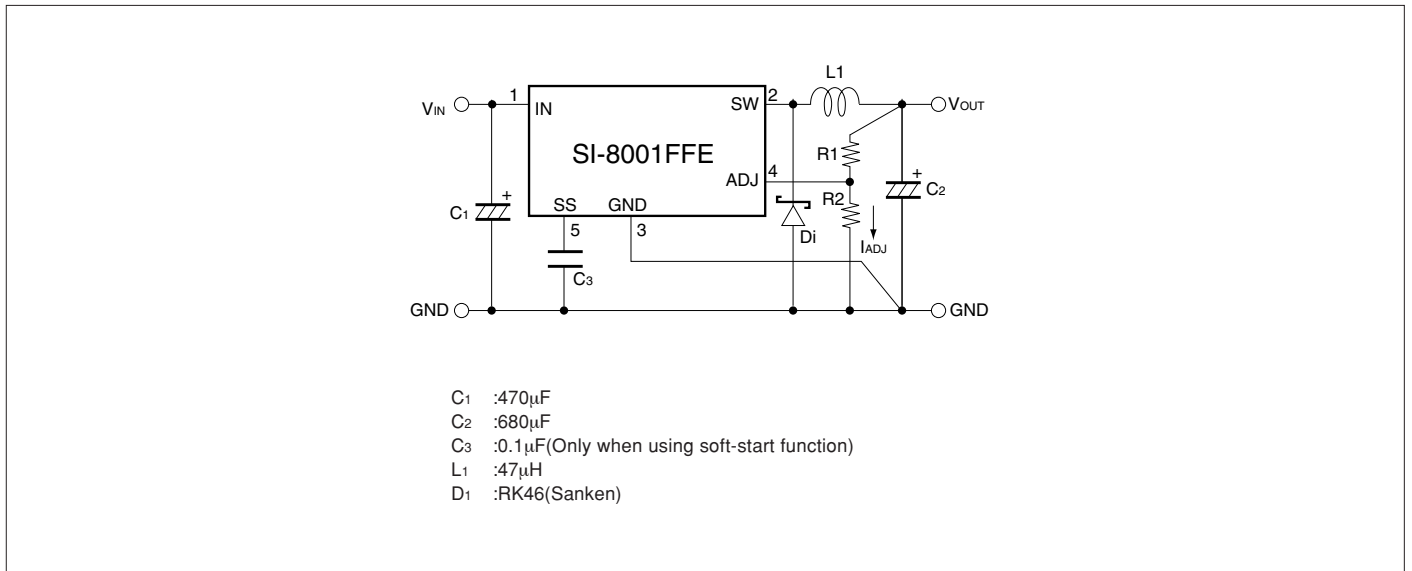 L1
VIN
1
IN
SW
2
VOUT
SI-8001FFE
R1
ADJ
4
+
C1
+
C2
R2
SS
GND
5
3
Di
IADJ
C3
GND
GND
C1 :470μF
C2 :680μF
C3 :0.1μF(Only when using soft-start function)
L1 :47μH
D1 :RK46(Sanken)